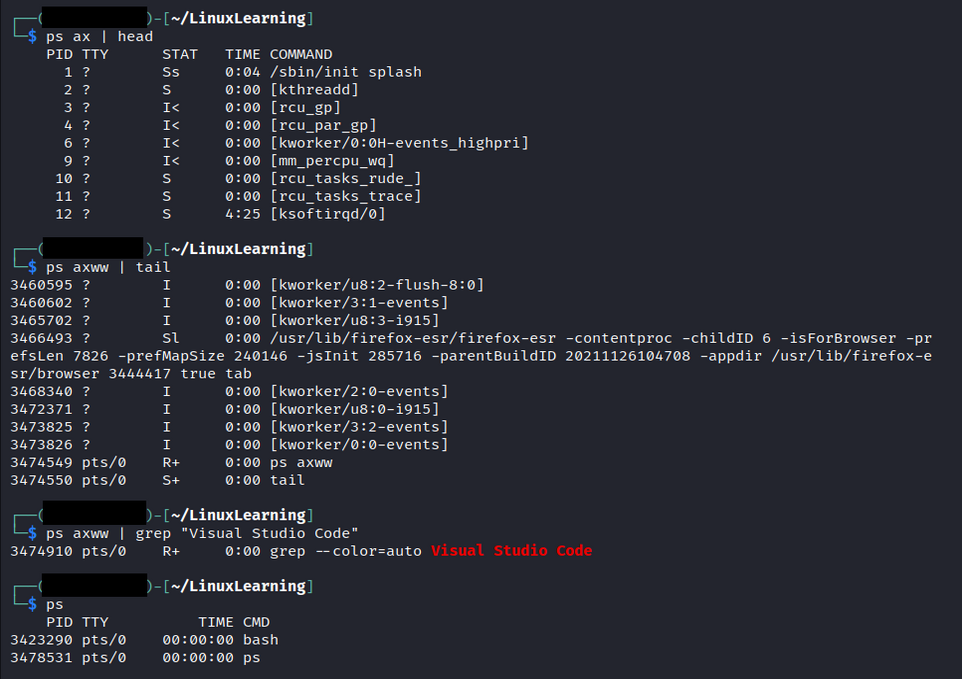 ┌──( )-[~/LinuxLearning]
└─$ ps ax | head
    PID TTY      STAT   TIME COMMAND
      1 ?        Ss     0:04 /sbin/init splash
      2 ?        S      0:00 [kthreadd]
      3 ?        I<     0:00 [rcu_gp]
      4 ?        I<     0:00 [rcu_par_gp]
      6 ?        I<     0:00 [kworker/0:0H-events_highpri]
      9 ?        I<     0:00 [mm_percpu_wq]
     10 ?        S      0:00 [rcu_tasks_rude_]
     11 ?        S      0:00 [rcu_tasks_trace]
     12 ?        S      4:25 [ksoftirqd/0]
┌──( )-[~/LinuxLearning]
└─$ ps axww | tail
3460595 ?        I      0:00 [kworker/u8:2-flush-8:0]
3460602 ?        I      0:00 [kworker/3:1-events]
3465702 ?        I      0:00 [kworker/u8:3-i915]
3466493 ?        Sl     0:00 /usr/lib/firefox-esr/firefox-esr -contentproc -childID 6 -isForBrowser -pr
efsLen 7826 -prefMapSize 240146 -jsInit 285716 -parentBuildID 20211126104708 -appdir /usr/lib/firefox-e
sr/browser 3444417 true tab
3468340 ?        I      0:00 [kworker/2:0-events]
3472371 ?        I      0:00 [kworker/u8:0-i915]
3473825 ?        I      0:00 [kworker/3:2-events]
3473826 ?        I      0:00 [kworker/0:0-events]
3474549 pts/0    R+     0:00 ps axww
3474550 pts/0    S+     0:00 tail
┌──( )-[~/LinuxLearning]
└─$ ps axww | grep "Visual Studio Code"
3474910 pts/0    R+     0:00 grep --color=auto Visual Studio Code
┌──( )-[~/LinuxLearning]
└─$ ps
    PID TTY          TIME CMD
3423290 pts/0    00:00:00 bash
3478531 pts/0    00:00:00 ps